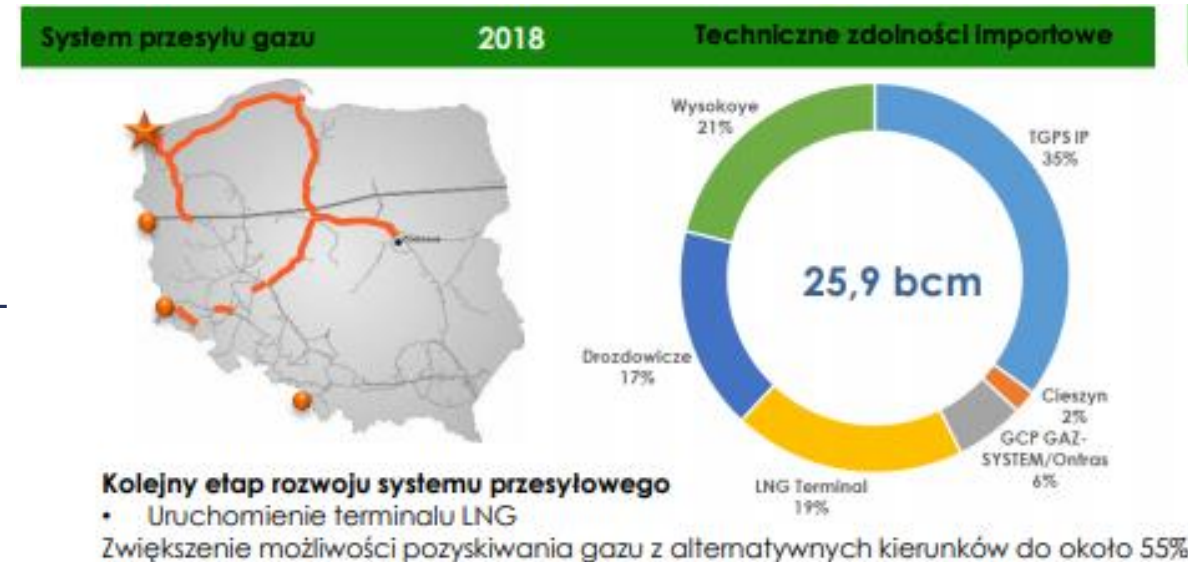 System przesyłu gazu
2018
Techniczne zdolności importowe
Wysokoye
21%
TGPS IP
35%
25,9 bcm
Drozdowicze
17%
Cieszyn
2%
GCP GAZ-
SYSTEM/Ontras
6%
LNG Terminal
19%
Kolejny etap rozwoju systemu przesyłowego
• Uruchomienie terminalu LNG
Zwiększenie możliwości pozyskiwania gazu z alternatywnych kierunków do około 55%